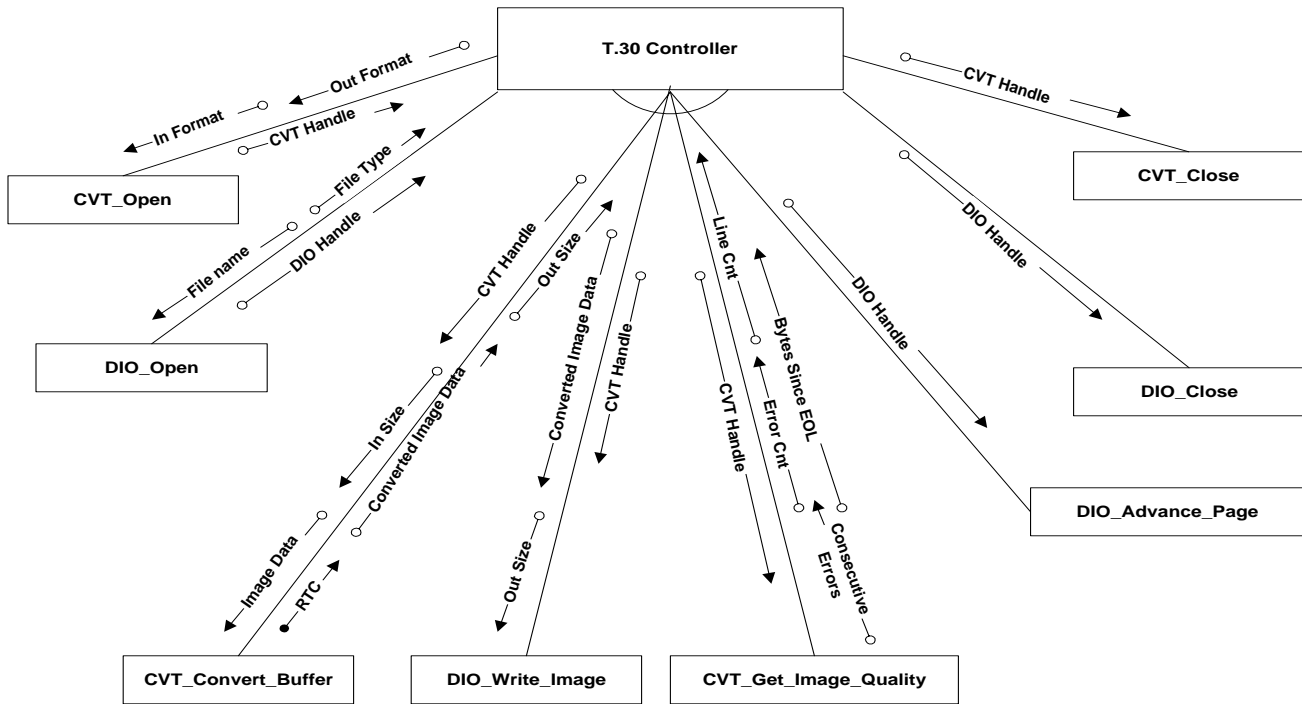 T.30 Controller
Out Format
In Format
CVT Handle
CVT Handle
CVT_Open
CVT_Close
File Type
File name
DIO Handle
DIO Handle
DIO_Open
DIO_Close
CVT Handle
Out Size
In Size
Converted Image Data
Image Data
RTC
Converted Image Data
CVT Handle
Out Size
Line Cnt
Bytes Since EOL
CVT Handle
Error Cnt
Consecutive
Errors
DIO Handle
DIO_Advance_Page
CVT_Convert_Buffer
DIO_Write_Image
CVT_Get_Image_Quality